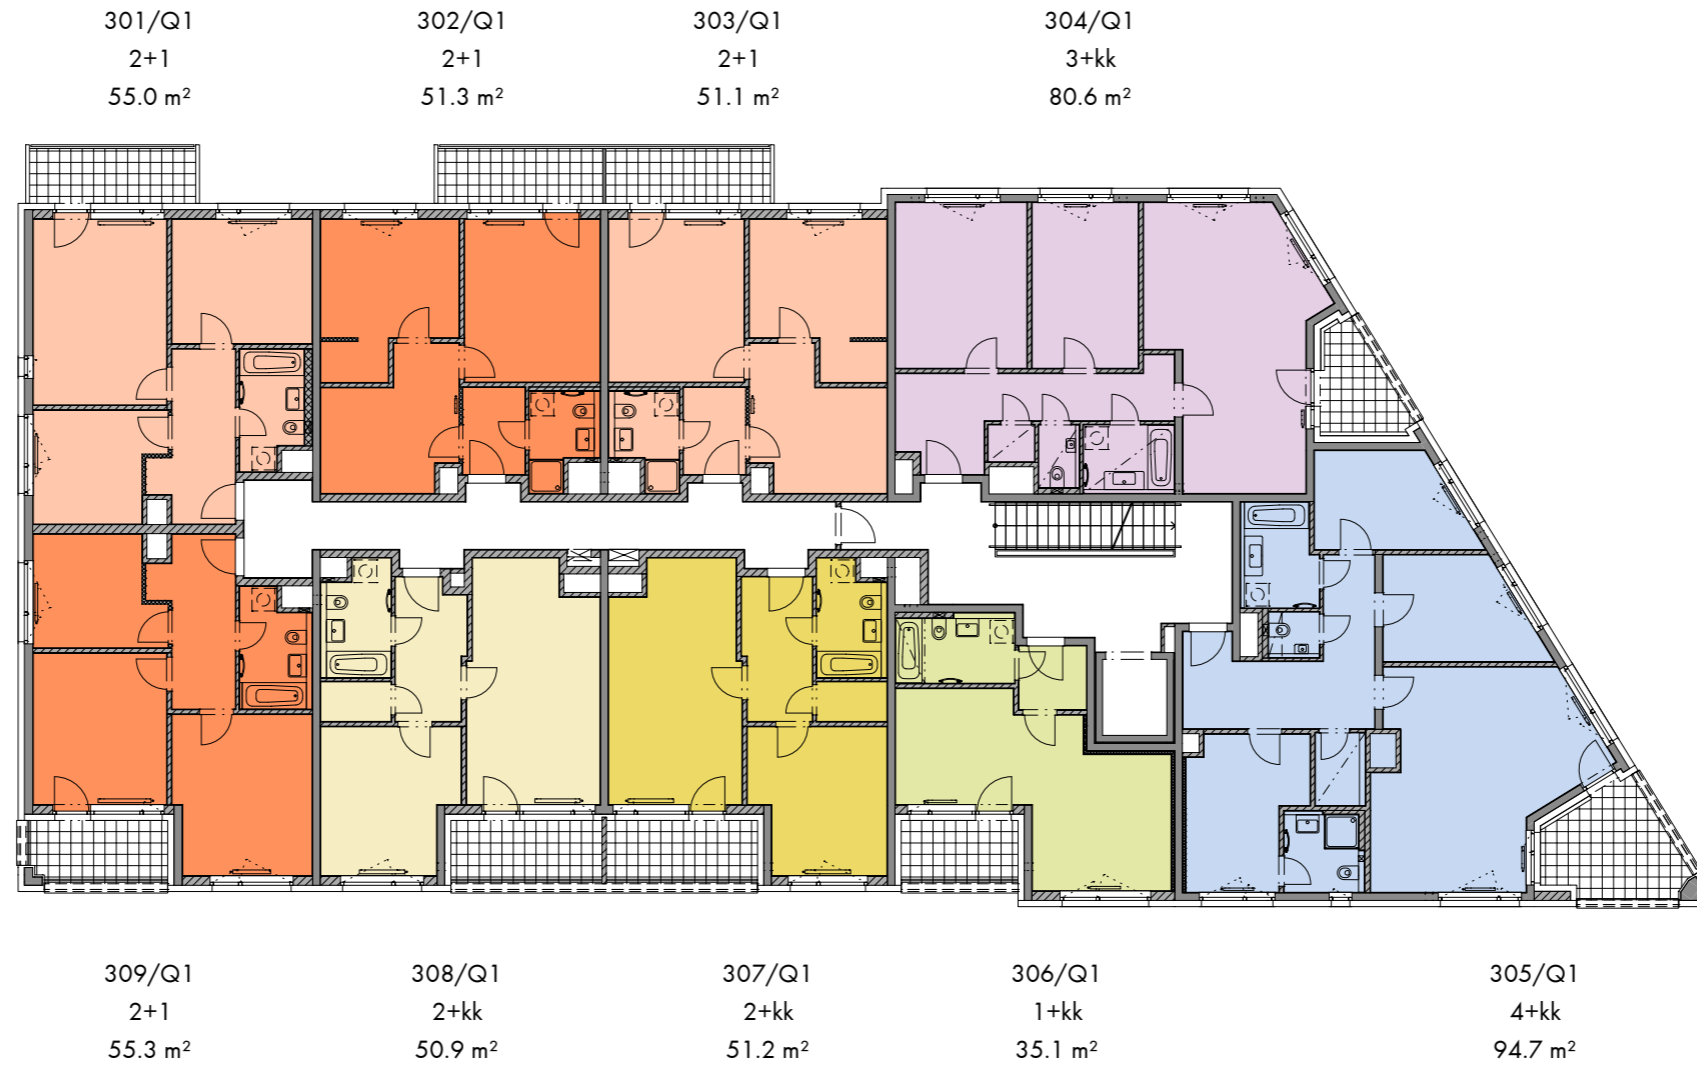 301/Q1
2+1
55.0 m²
302/Q1
2+1
51.3 m²
303/Q1
2+1
51.1 m²
304/Q1
3+kk
80.6 m²
309/Q1
2+1
55.3 m²
308/Q1
2+kk
50.9 m²
307/Q1
2+kk
51.2 m²
306/Q1
1+kk
35.1 m²
305/Q1
4+kk
94.7 m²